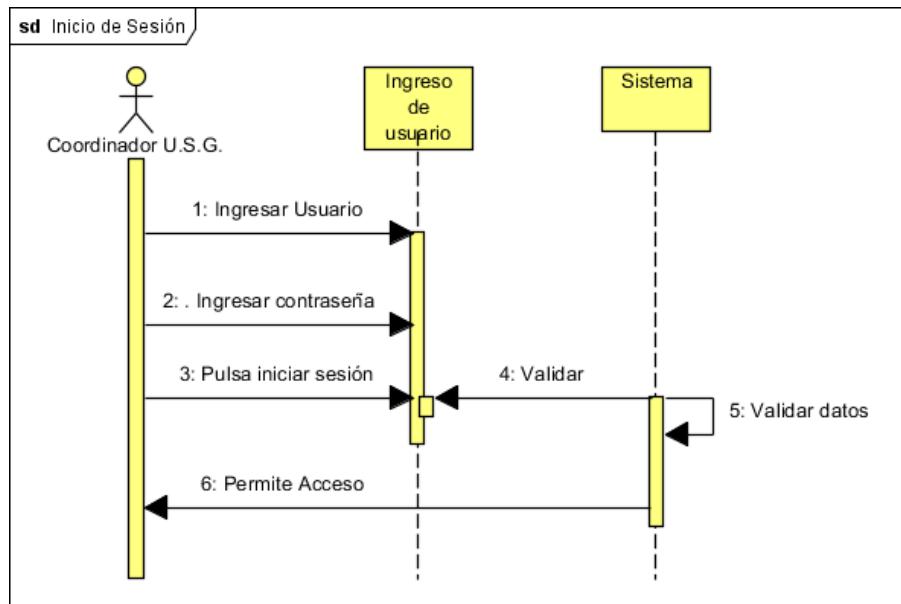 sd Inicio de Sesión
Ingreso
de
usuario
Sistema
Coordinador U.S.G.
1: Ingresar Usuario
2: . Ingresar contraseña
3: Pulsa iniciar sesión
4: Validar
5: Validar datos
6: Permite Acceso